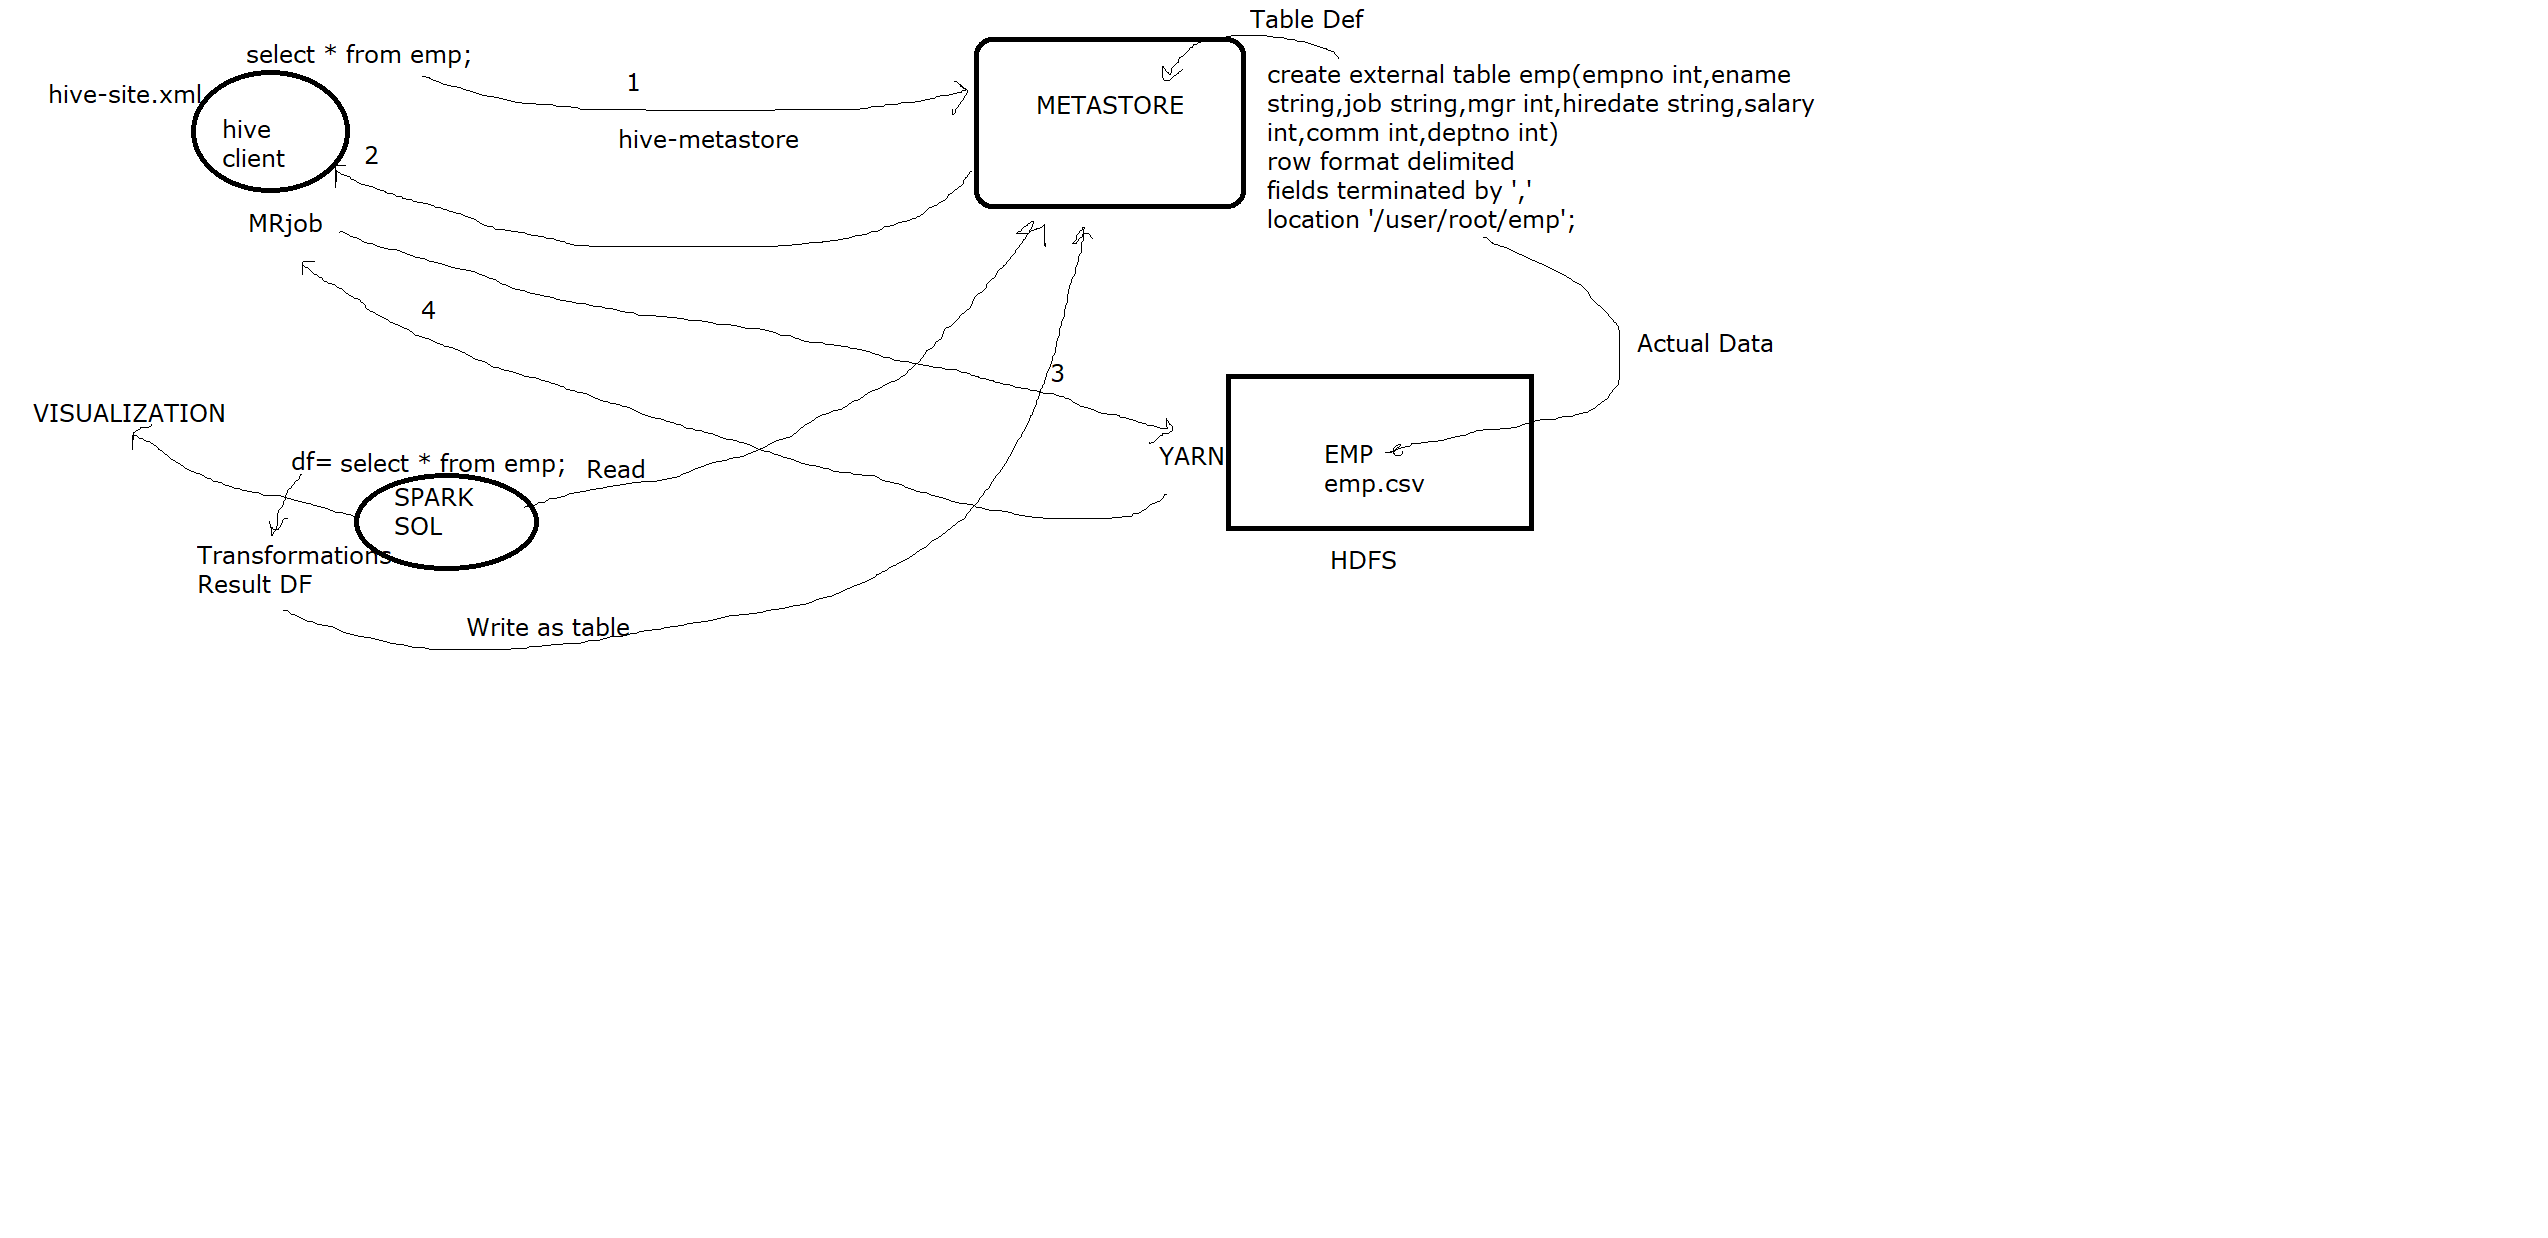 Table Def
select * from emp;
hive-site.xml
hive
client
1
hive-metastore
2
METASTORE
create external table emp(empno int,ename
string,job string,mgr int,hiredate string,salary
int,comm int,deptno int)
row format delimited
fields terminated by ','
location '/user/root/emp';
MRjob
4
3
Actual Data
VISUALIZATION
df= select * from emp;
Read
SPARK
SOL
YARN
EMP
emp.csv
HDFS
Transformations
Result DF
Write as table